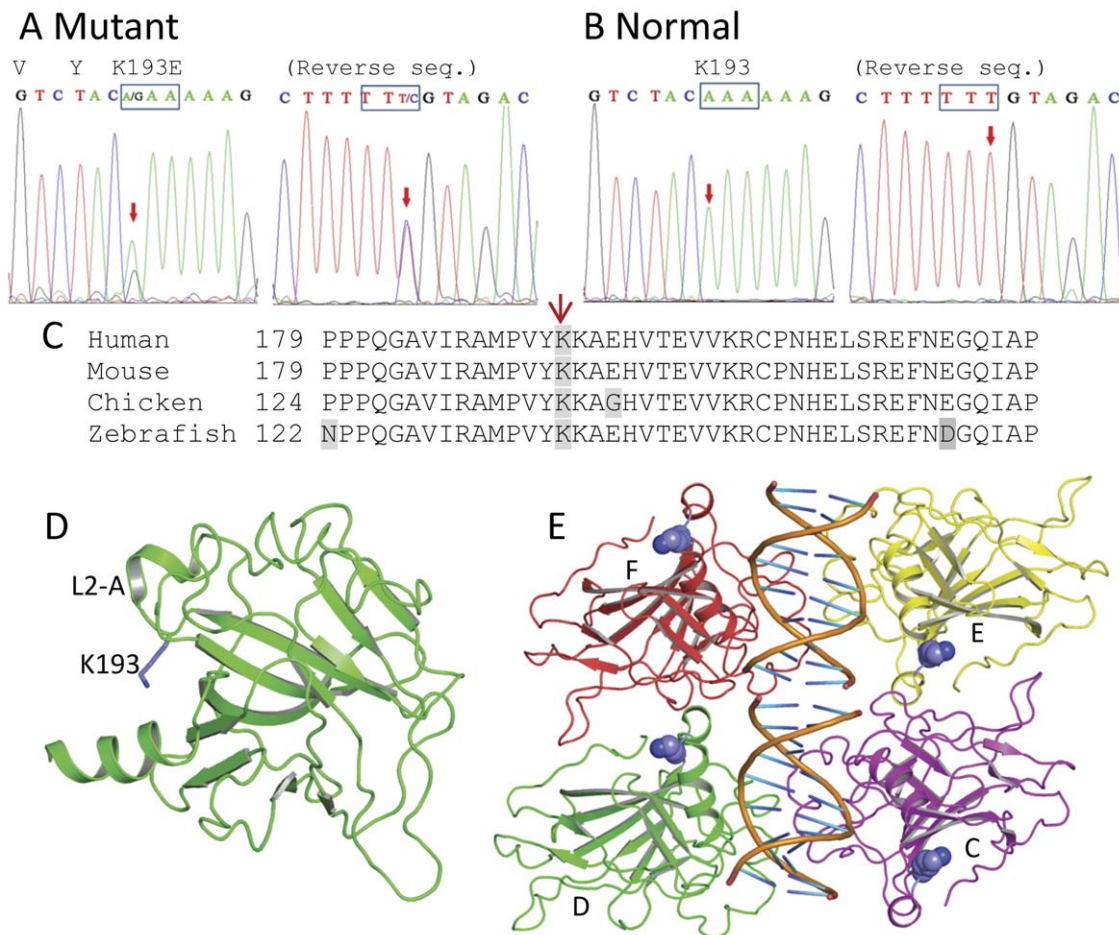 A Mutant
B Normal
V Y K193E (Reverse seq.)
K193 (Reverse seq.)
G T C T A C A/G A A A A A G
C T T T T T T/C G T A G A C
G T C T A C A A A A A A G
C T T T T T T G T A G A C
C
Human 179 PPPQGAVIRAMPVYKKAEHVTEVVKRCPNHELSREFNEGQIAP
Mouse 179 PPPQGAVIRAMPVYKKAEHVTEVVKRCPNHELSREFNEGQIAP
Chicken 124 PPPQGAVIRAMPVYKKAGHVTEVVKRCPNHELSREFNEGQIAP
Zebrafish 122 NPPQGAVIRAMPVYKKAEHVTEVVKRCPNHELSREFNDGQIAP
D
L2-A
K193
E
F
E
D
C